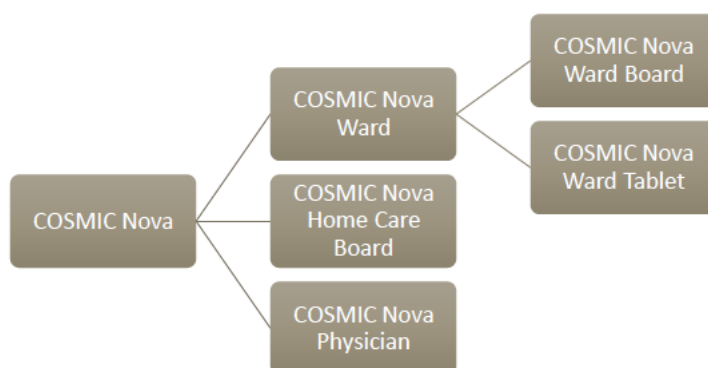 COSMIC Nova
COSMIC Nova
Ward
COSMIC Nova
Ward Board
COSMIC Nova
Ward Tablet
COSMIC Nova
Home Care
Board
COSMIC Nova
Physician